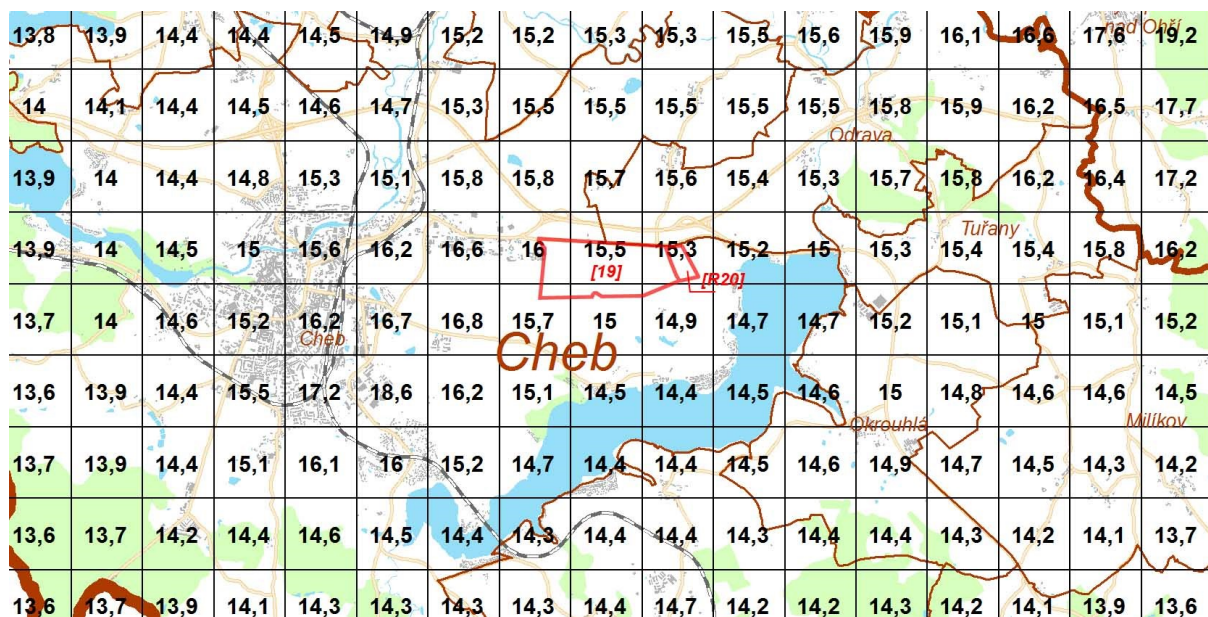 13,8 13,9 14,4 14,4 14,5 14,9 15,2 15,2 15,3 15,3 15,5 15,6 15,9 16,1 16,6 17,6 19,2
nad Ohří
14 14,1 14,4 14,5 14,6 14,7 15,3 15,5 15,5 15,5 15,5 15,5 15,8 15,9 16,2 16,5 17,7
Odrava
13,9 14 14,4 14,8 15,3 15,1 15,8 15,8 15,7 15,6 15,4 15,3 15,7 15,8 16,2 16,4 17,2
Tuřany
13,9 14 14,5 15 15,6 16,2 16,6 16 15,5 15,3 15,2 15 15,3 15,4 15,4 15,8 16,2
[19] [R20]
13,7 14 14,6 15,2 16,2 16,7 16,8 15,7 15 14,9 14,7 14,7 15,2 15,1 15 15,1 15,2
Cheb Cheb
13,6 13,9 14,4 15,5 17,2 18,6 16,2 15,1 14,5 14,4 14,5 14,6 15 14,8 14,6 14,6 14,5
Okrouhlá Milíkov
13,7 13,9 14,4 15,1 16,1 16 15,2 14,7 14,4 14,4 14,5 14,6 14,9 14,7 14,5 14,3 14,2
13,6 13,7 14,2 14,4 14,6 14,5 14,4 14,3 14,4 14,4 14,3 14,4 14,4 14,3 14,2 14,1 13,7
13,6 13,7 13,9 14,1 14,3 14,3 14,3 14,3 14,4 14,7 14,2 14,2 14,3 14,2 14,1 13,9 13,6